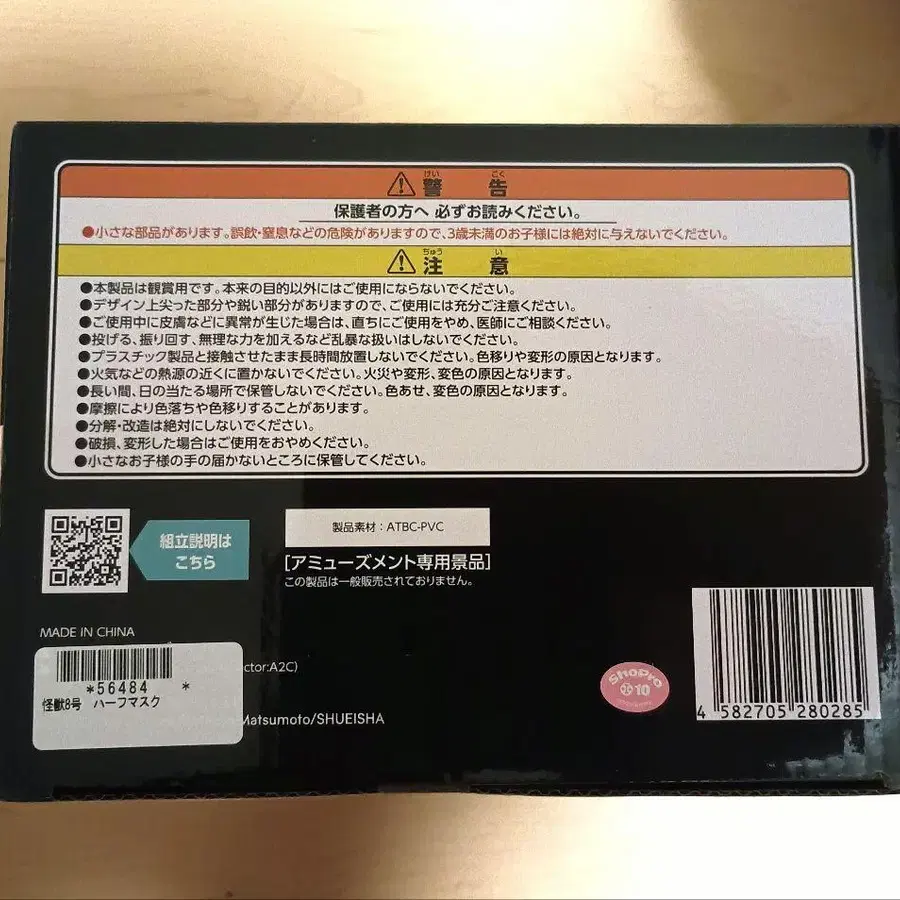 けい こく
警 告
保護者の方へ 必ずお読みください。
●小さな部品があります。誤飲・窒息などの危険がありますので、3歳未満のお子様には絶対に与えないでください。
ちゅう い
注 意
●本製品は観賞用です。本来の目的以外にはご使用にならないでください。
●デザイン上尖った部分や鋭い部分がありますので、ご使用には充分ご注意ください。
●ご使用中に皮膚などに異常が生じた場合は、直ちにご使用をやめ、医師にご相談ください。
●投げる、振り回す、無理な力を加えるなど乱暴な扱いはしないでください。
●プラスチック製品と接触させたまま長時間放置しないでください。色移りや変形の原因となります。
●火気などの熱源の近くに置かないでください。火災や変形、変色の原因となります。
●長い間、日の当たる場所で保管しないでください。色あせ、変色の原因となります。
●摩擦により色落ちや色移りすることがあります。
●分解・改造は絶対にしないでください。
●破損、変形した場合はご使用をおやめください。
●小さなお子様の手の届かないところに保管してください。
組立説明は
こちら
製品素材：ATBC-PVC
[アミューズメント専用景品]
この製品は一般販売されておりません。
MADE IN CHINA
ctor:A2C)
*56484 *
怪獣8号 ハーフマスク
Matsumoto/SHUEISHA
ShoPro
10
4 582705 280285